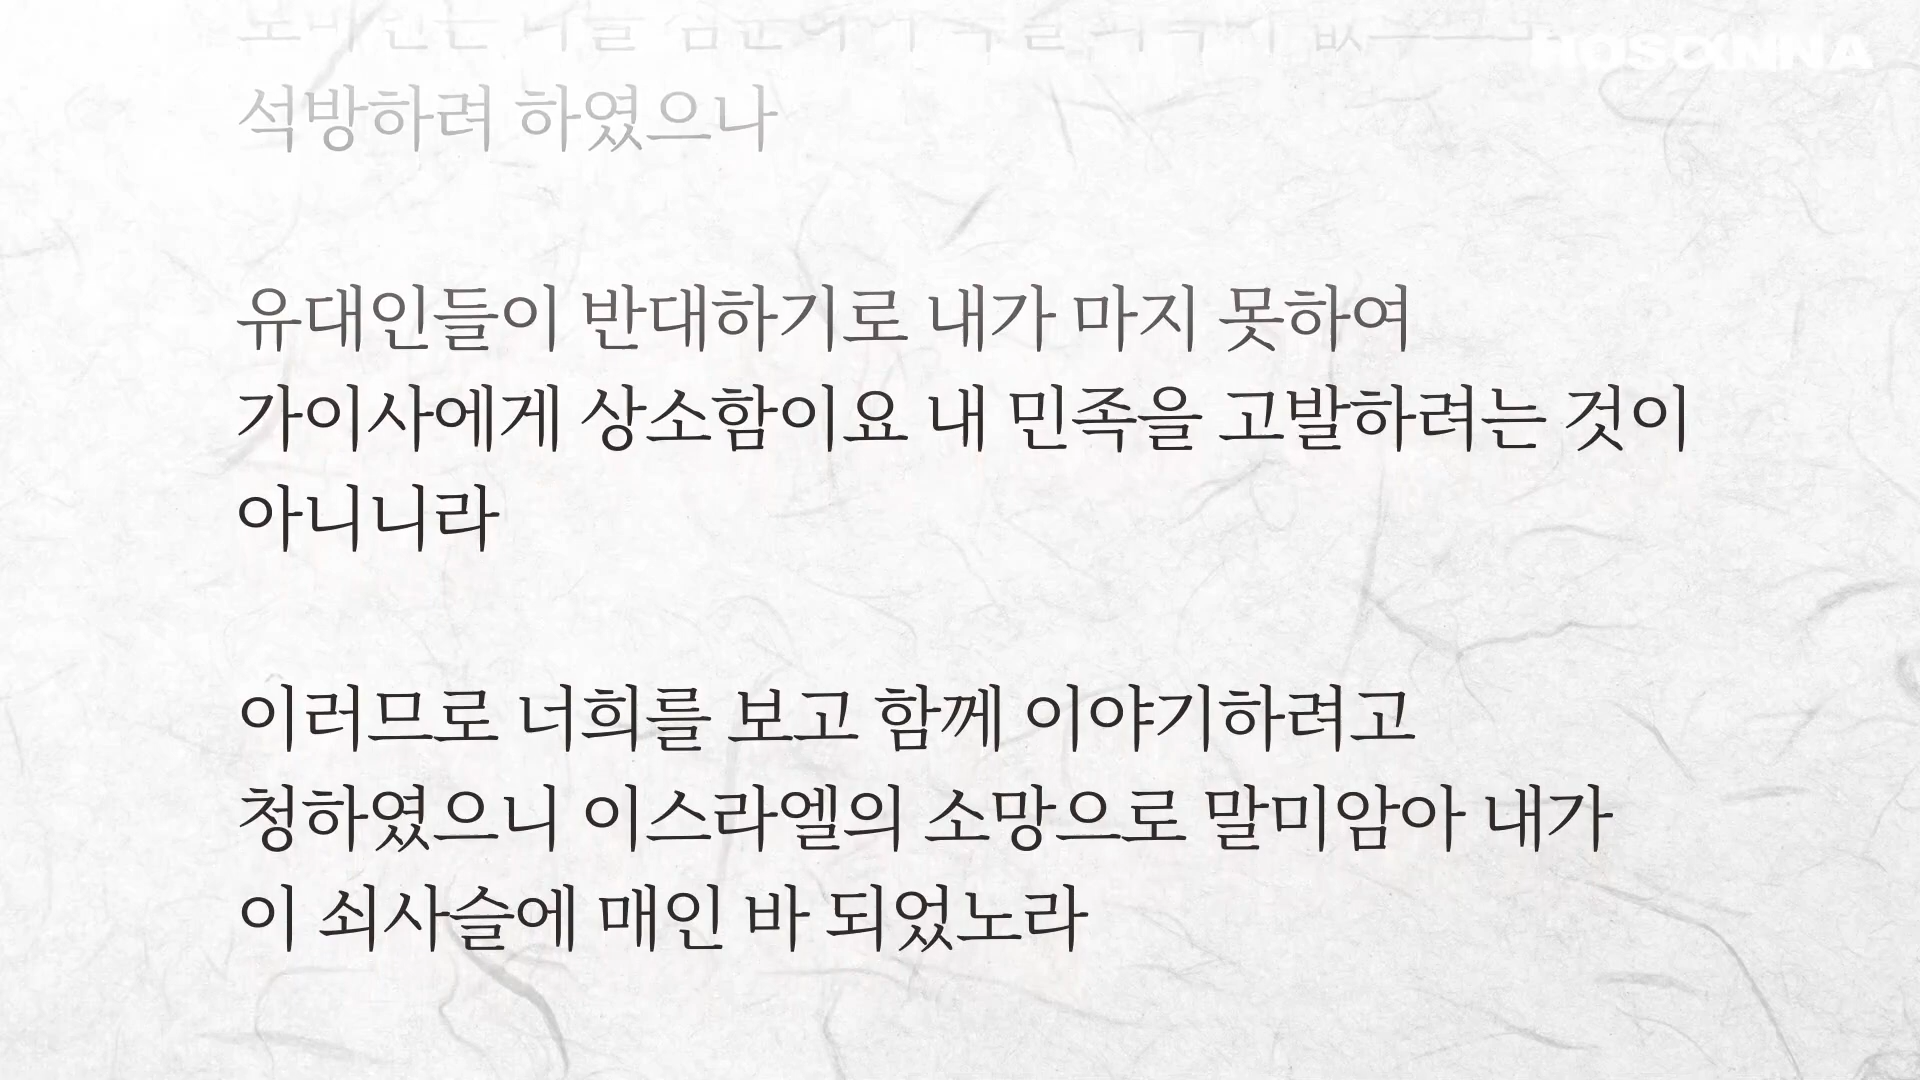 석방하려 하였으나
유대인들이 반대하기로 내가 마지 못하여
가이사에게 상소함이요 내 민족을 고발하려는 것이
아니니라
이러므로 너희를 보고 함께 이야기하려고
청하였으니 이스라엘의 소망으로 말미암아 내가
이 쇠사슬에 매인 바 되었노라
HOSANNA